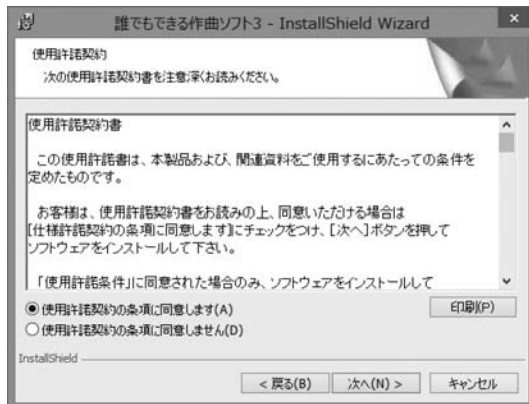 誰でもできる作曲ソフト3 - InstallShield Wizard
使用許諾契約
次の使用許諾契約書を注意深くお読みください。
使用許諾契約書
この使用許諾書は、本製品および、関連資料をご使用するにあたっての条件を
定めたものです。
お客様は、使用許諾契約書をお読みの上、同意いただける場合は
[仕様許諾契約の条項に同意します]にチェックをつけ、[次へ]ボタンを押して
ソフトウェアをインストールして下さい。
「使用許諾条件」に同意された場合のみ、ソフトウェアをインストールして
使用許諾契約の条項に同意します(A)
印刷(P)
使用許諾契約の条項に同意しません(D)
InstallShield
< 戻る(B)
次へ(N) >
キャンセル